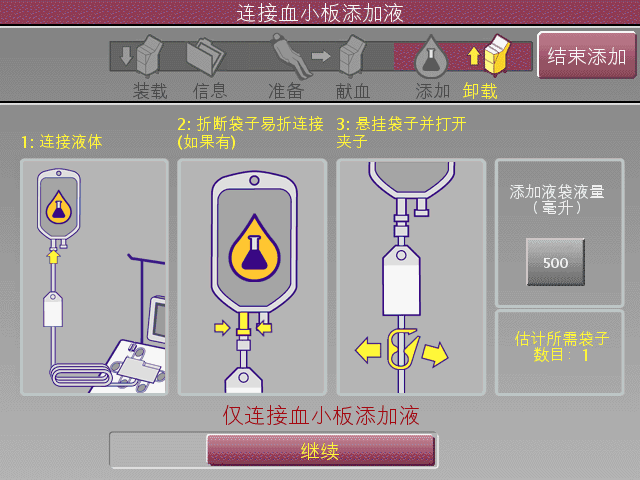 连接血小板添加液
装载
信息
准备
献血
添加
卸载
结束添加
1: 连接液体
2: 折断袋子易折连接
(如果有)
3: 悬挂袋子并打开
夹子
添加液袋液量
（毫升）
500
估计所需袋子
数目: 1
仅连接血小板添加液
继续